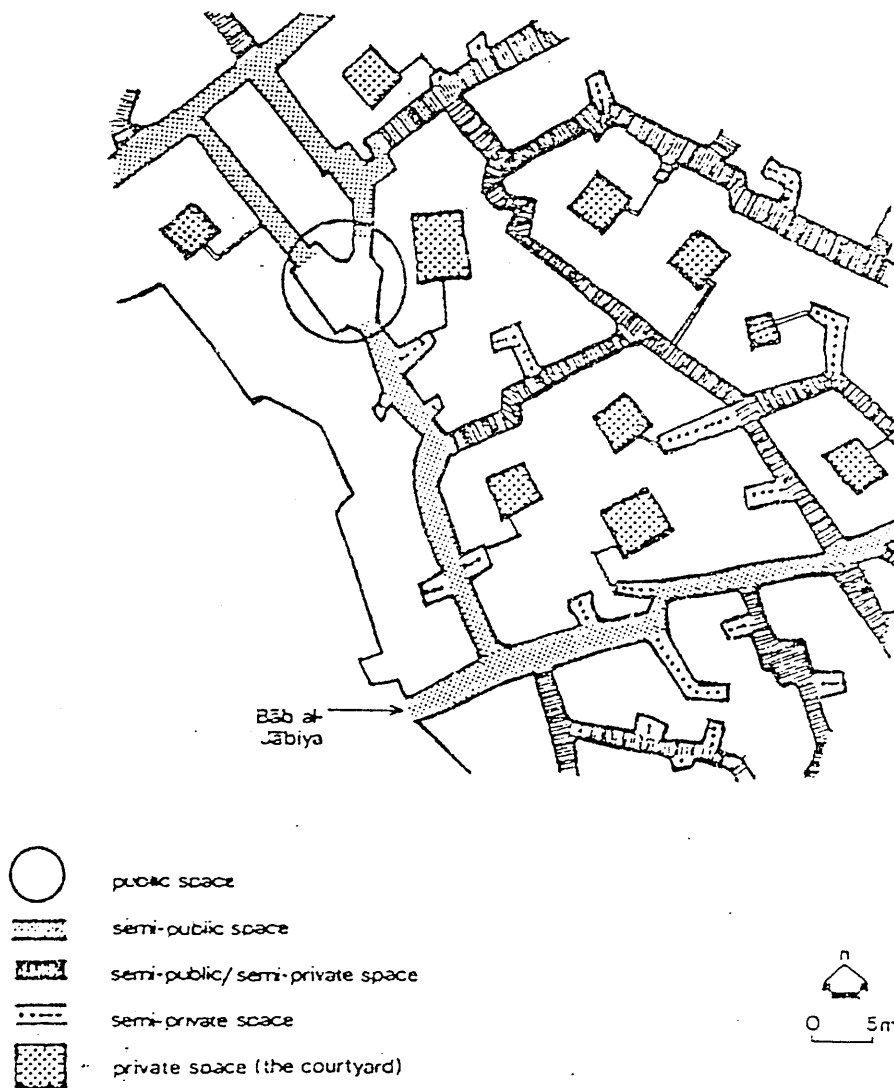 Bāb al-
Jābiya
public space
semi-public space
semi-public/semi-private space
semi-private space
private space (the courtyard)
n
0 5m